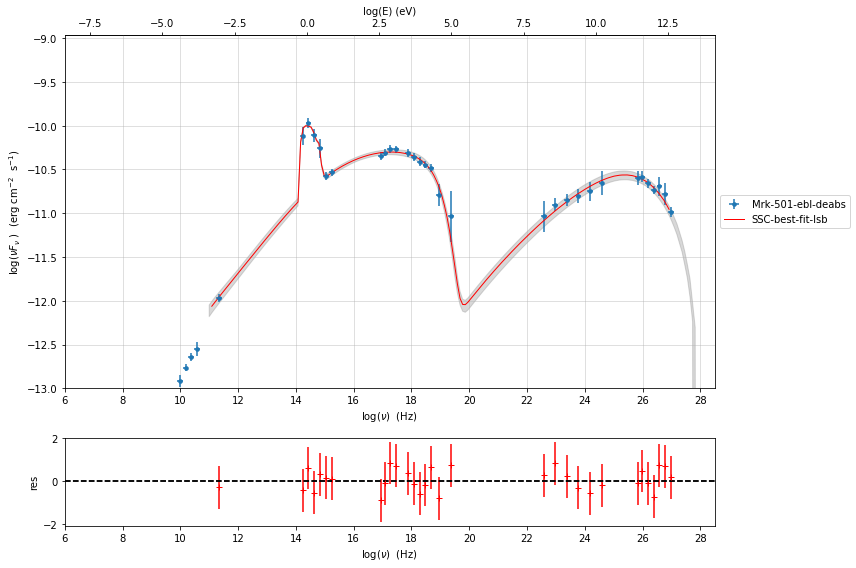 log(E) (eV)
−7.5 −5.0 −2.5 0.0 2.5 5.0 7.5 10.0 12.5
−9.0
−9.5
−10.0
−10.5
−11.0
−11.5
−12.0
−12.5
−13.0
log(νFν ) (erg cm⁻² s⁻¹)
Mrk-501-ebl-deabs
SSC-best-fit-lsb
6 8 10 12 14 16 18 20 22 24 26 28
log(ν) (Hz)
2
0
−2
res
6 8 10 12 14 16 18 20 22 24 26 28
log(ν) (Hz)